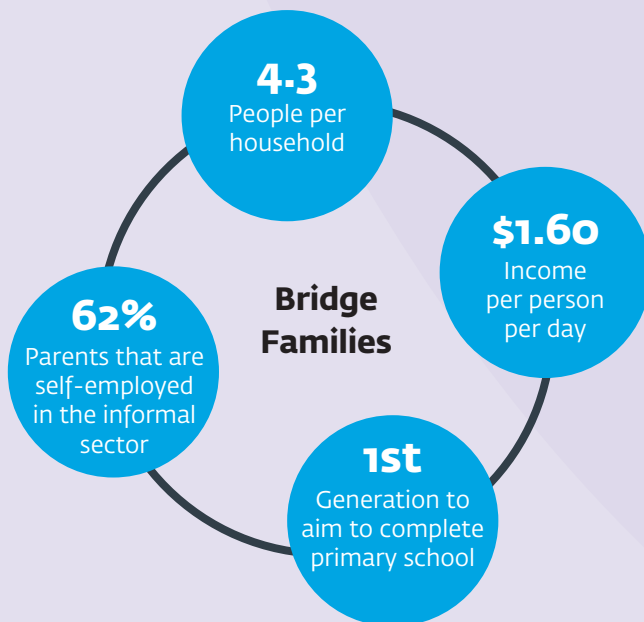 4.3
People per
household
$1.60
Income
per person
per day
Bridge
Families
62%
Parents that are
self-employed
in the informal
sector
1st
Generation to
aim to complete
primary school